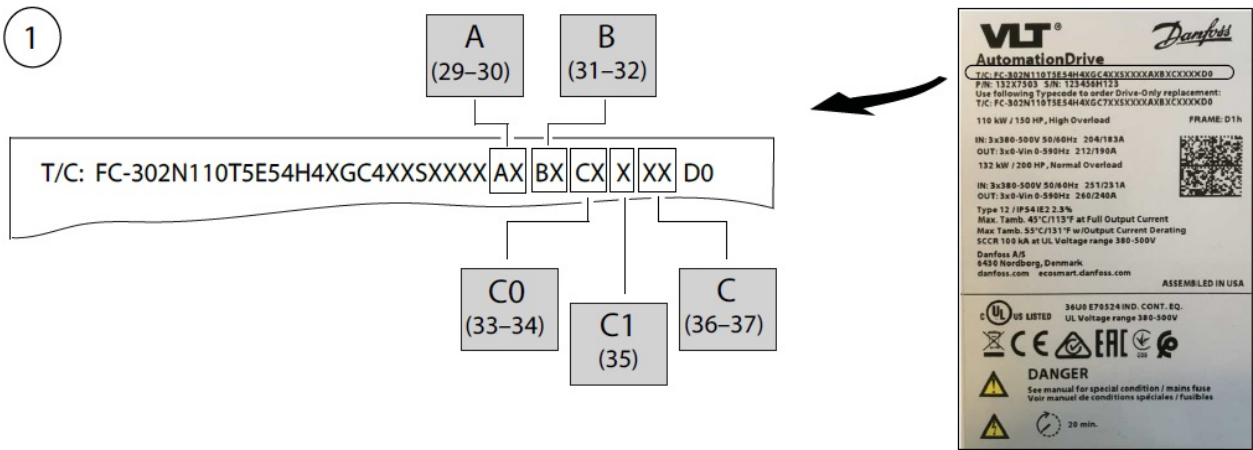 1
A
(29–30)
B
(31–32)
T/C: FC-302N110T5E54H4XGC4XXSXXXX AX BX CX X XX D0
C0
(33–34)
C1
(35)
C
(36–37)
VLT®
Danfoss
AutomationDrive
T/C: FC-302N110T5E54H4XGC4XXSXXXXAXBXCXXXXD0
P/N: 132X7503 S/N: 123456H123
Use following Typecode to order Drive-Only replacement:
T/C: FC-302N110T5E54H4XGC7XXSXXXXAXBXCXXXXD0
110 kW / 150 HP, High Overload
FRAME: D1h
IN: 3x380-500V 50/60Hz 204/183A
OUT: 3x0-Vin 0-590Hz 212/190A
132 kW / 200 HP, Normal Overload
IN: 3x380-500V 50/60Hz 251/231A
OUT: 3x0-Vin 0-590Hz 260/240A
Type 12 / IP54 IE2 2.3%
Max. Tamb. 45°C/113°F at Full Output Current
Max Tamb. 55°C/131°F w/Output Current Derating
SCCR 100 kA at UL Voltage range 380-500V
Danfoss A/S
6430 Nordborg, Denmark
danfoss.com ecosmart.danfoss.com
ASSEMBLED IN USA
C UL US LISTED
36U0 E70524 IND. CONT. EQ.
UL Voltage range 380-500V
CE
EAC
DANGER
See manual for special condition / mains fuse
Voir manuel de conditions spéciales / fusibles
20 min.